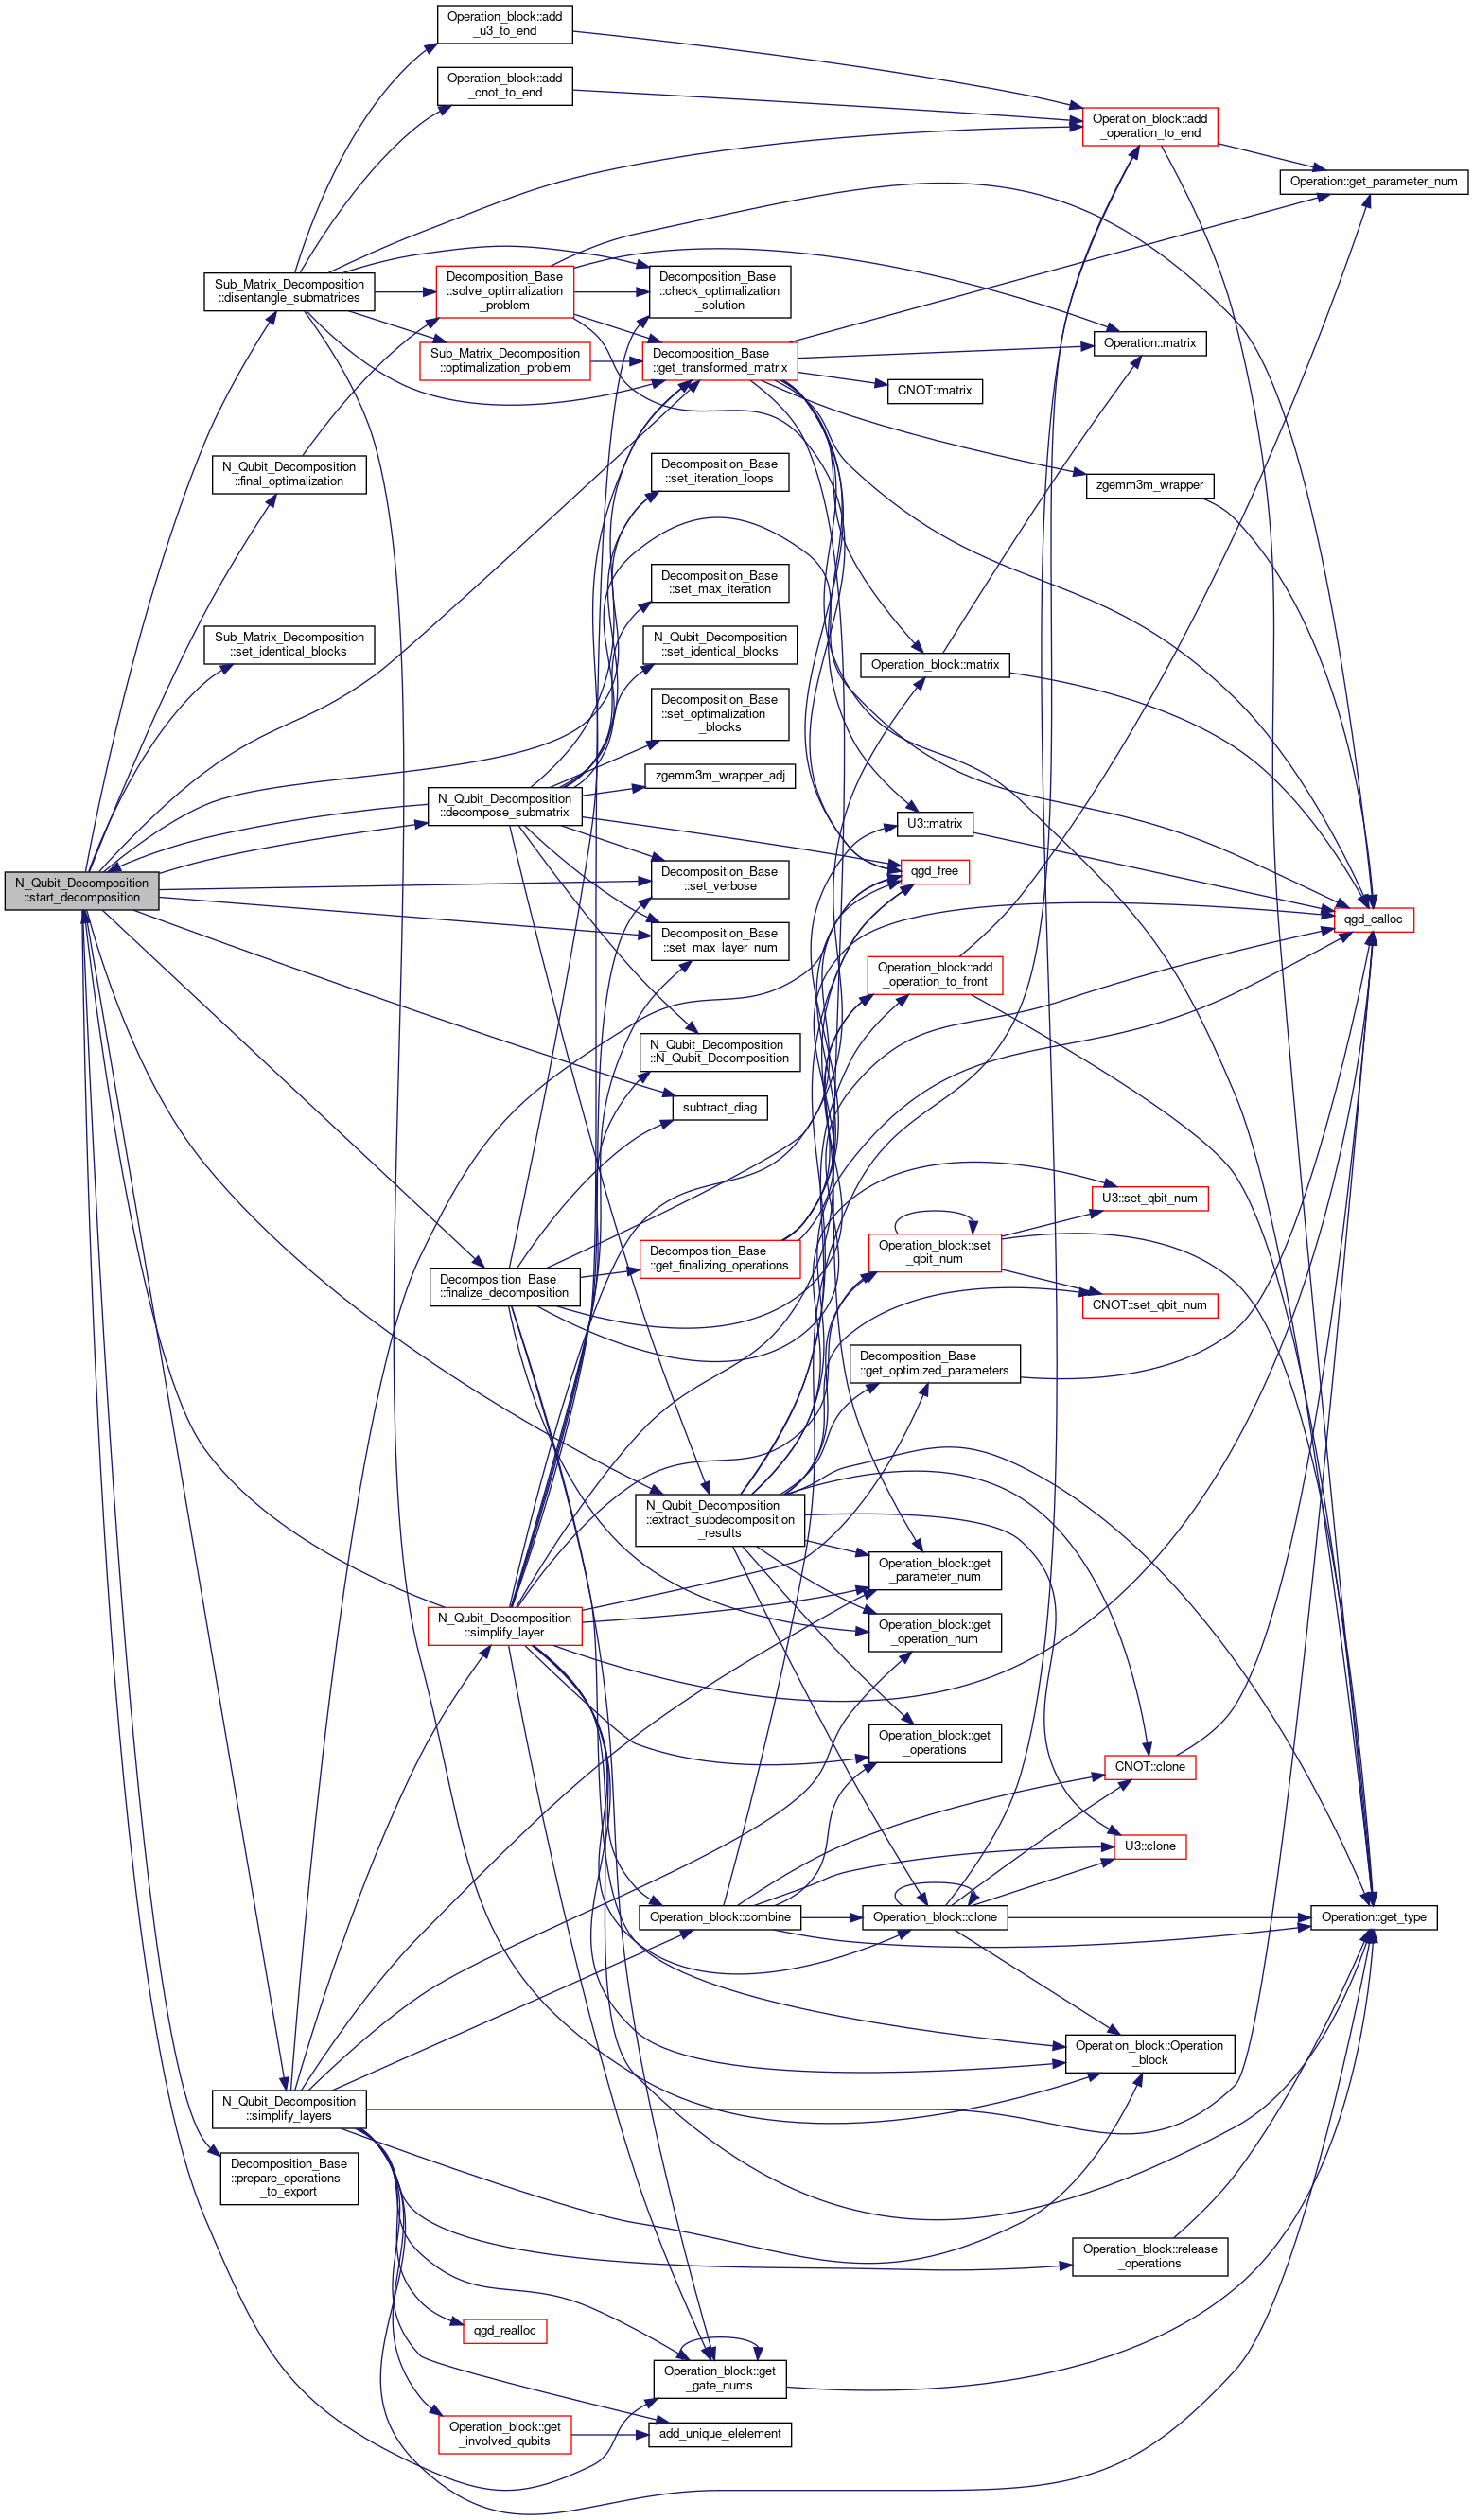 Operation_block::add
_u3_to_end
Operation_block::add
_cnot_to_end
Operation_block::add
_operation_to_end
Operation::get_parameter_num
Sub_Matrix_Decomposition
::disentangle_submatrices
Decomposition_Base
::solve_optimalization
_problem
Decomposition_Base
::check_optimalization
_solution
Sub_Matrix_Decomposition
::optimalization_problem
Decomposition_Base
::get_transformed_matrix
Operation::matrix
CNOT::matrix
N_Qubit_Decomposition
::final_optimalization
Decomposition_Base
::set_iteration_loops
zgemm3m_wrapper
Decomposition_Base
::set_max_iteration
Sub_Matrix_Decomposition
::set_identical_blocks
N_Qubit_Decomposition
::set_identical_blocks
Operation_block::matrix
Decomposition_Base
::set_optimalization
_blocks
zgemm3m_wrapper_adj
N_Qubit_Decomposition
::decompose_submatrix
U3::matrix
N_Qubit_Decomposition
::start_decomposition
Decomposition_Base
::set_verbose
qgd_free
qgd_calloc
Decomposition_Base
::set_max_layer_num
Operation_block::add
_operation_to_front
N_Qubit_Decomposition
::N_Qubit_Decomposition
subtract_diag
U3::set_qbit_num
Decomposition_Base
::finalize_decomposition
Decomposition_Base
::get_finalizing_operations
Operation_block::set
_qbit_num
CNOT::set_qbit_num
Decomposition_Base
::get_optimized_parameters
N_Qubit_Decomposition
::extract_subdecomposition
_results
Operation_block::get
_parameter_num
N_Qubit_Decomposition
::simplify_layer
Operation_block::get
_operation_num
Operation_block::get
_operations
CNOT::clone
U3::clone
Operation_block::combine
Operation_block::clone
Operation::get_type
Operation_block::Operation
_block
N_Qubit_Decomposition
::simplify_layers
Decomposition_Base
::prepare_operations
_to_export
Operation_block::release
_operations
qgd_realloc
Operation_block::get
_gate_nums
Operation_block::get
_involved_qubits
add_unique_elelement